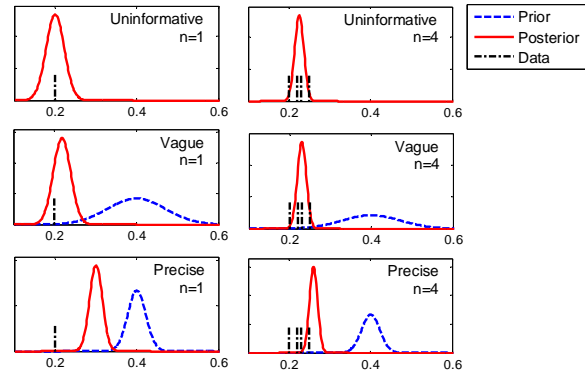 Uninformative
n=1
0.2
0.4
0.6
Uninformative
n=4
0.2
0.4
0.6
Prior
Posterior
Data
Vague
n=1
0.2
0.4
0.6
Vague
n=4
0.2
0.4
0.6
Precise
n=1
0.2
0.4
0.6
Precise
n=4
0.2
0.4
0.6